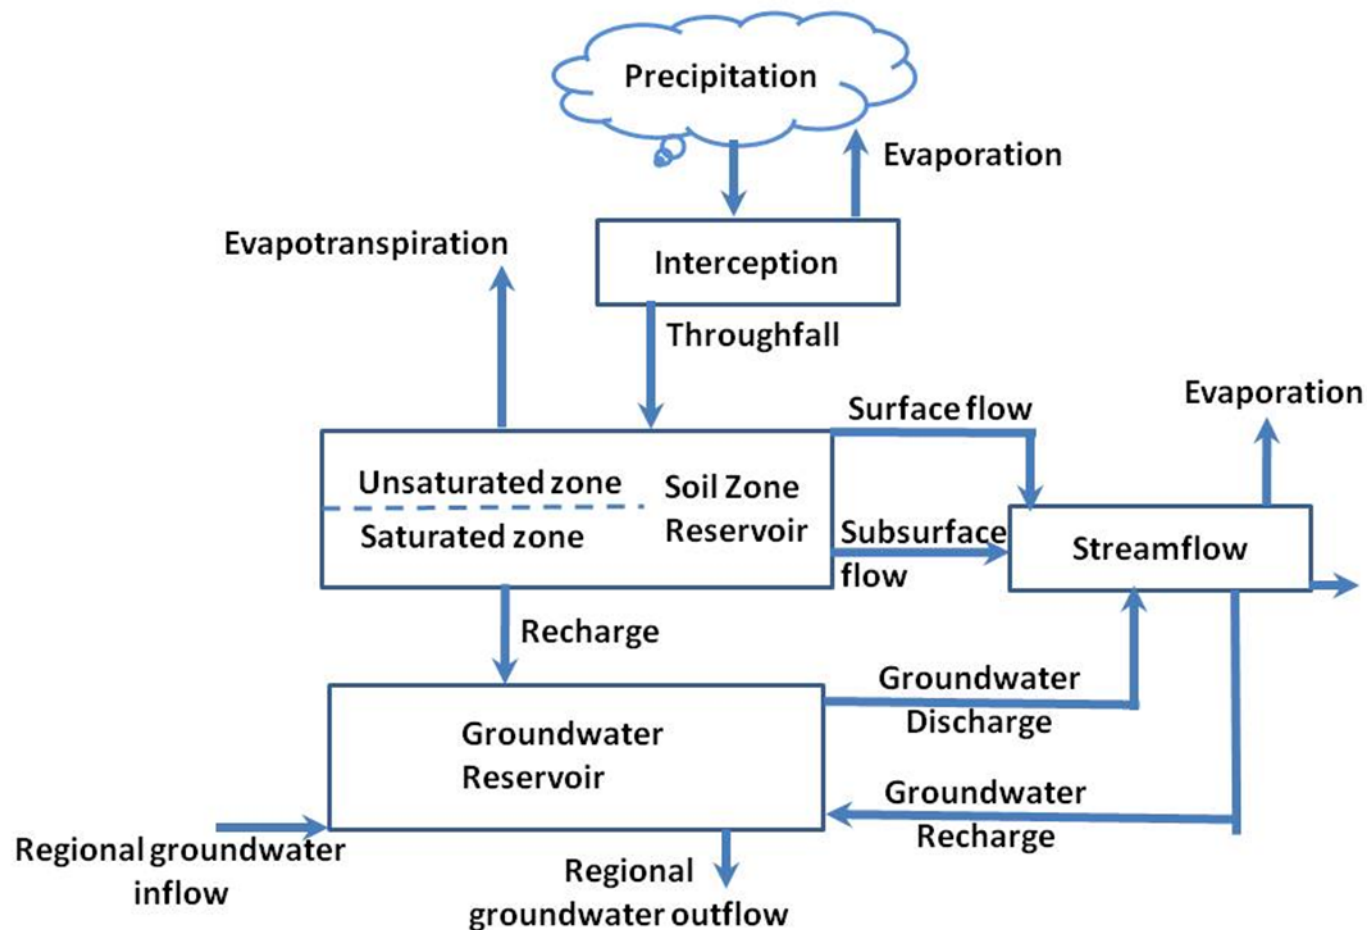 Precipitation
Evaporation
Evapotranspiration
Interception
Throughfall
Surface flow
Evaporation
Unsaturated zone
Saturated zone
Soil Zone
Reservoir
Subsurface
flow
Streamflow
Recharge
Groundwater
Discharge
Groundwater
Reservoir
Groundwater
Recharge
Regional groundwater
inflow
Regional
groundwater outflow